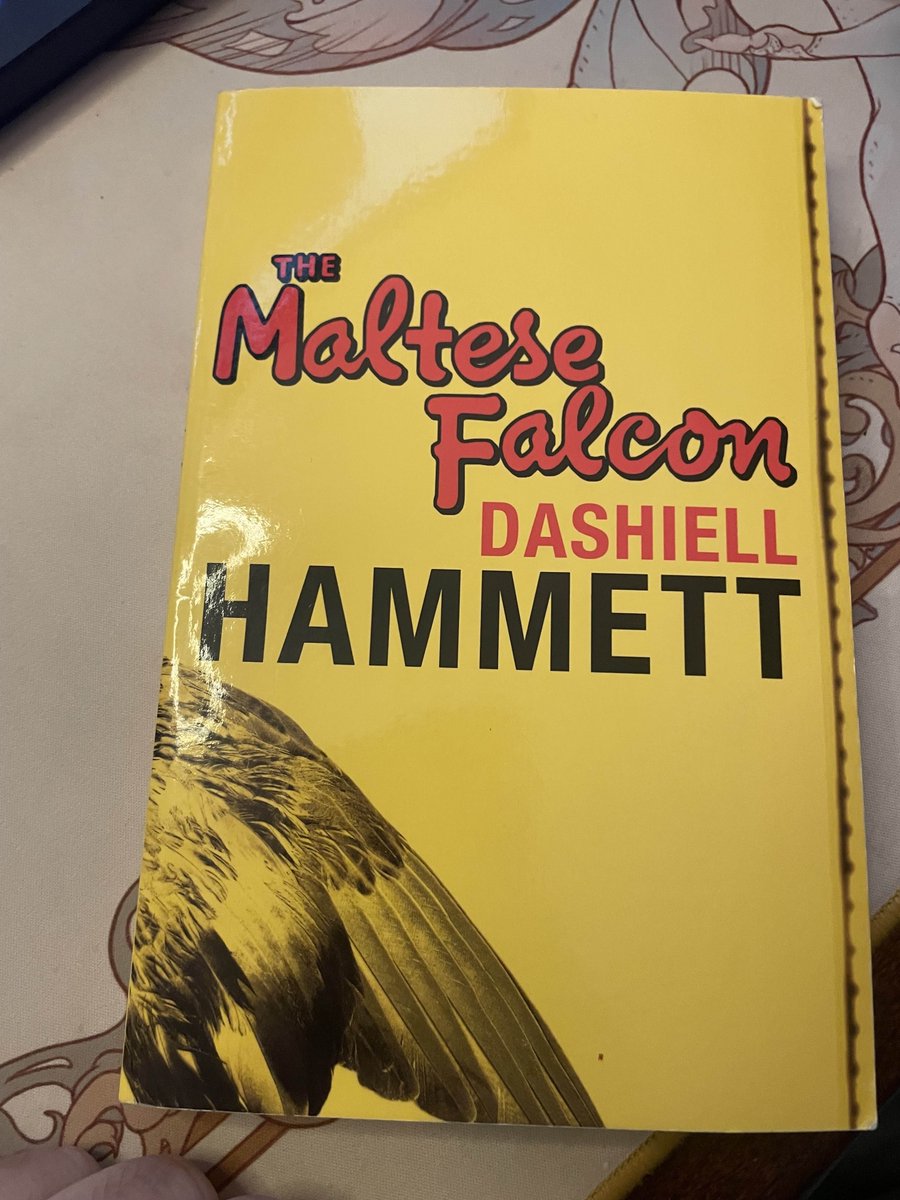 THE
Maltese
Falcon
DASHIELL
HAMMETT